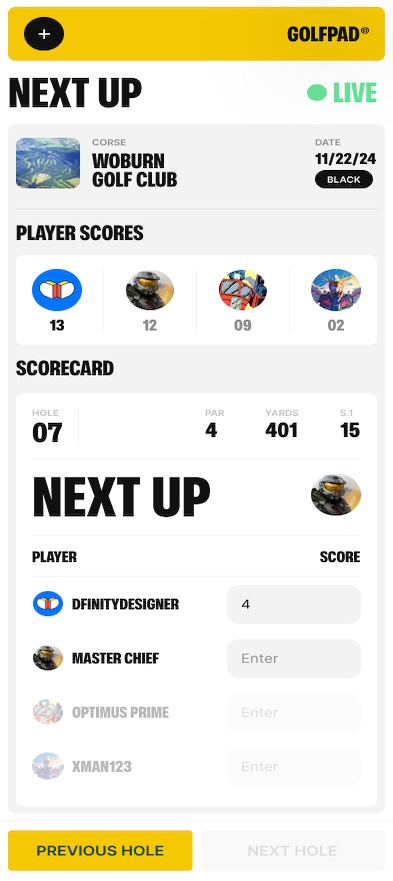 +
GOLFPAD®
NEXT UP
LIVE
CORSE
WOBURN
GOLF CLUB
DATE
11/22/24
BLACK
PLAYER SCORES
13
12
09
02
SCORECARD
HOLE
07
PAR
4
YARDS
401
S.1
15
NEXT UP
PLAYER
SCORE
DFINITYDESIGNER
4
MASTER CHIEF
Enter
OPTIMUS PRIME
Enter
XMAN123
Enter
PREVIOUS HOLE
NEXT HOLE